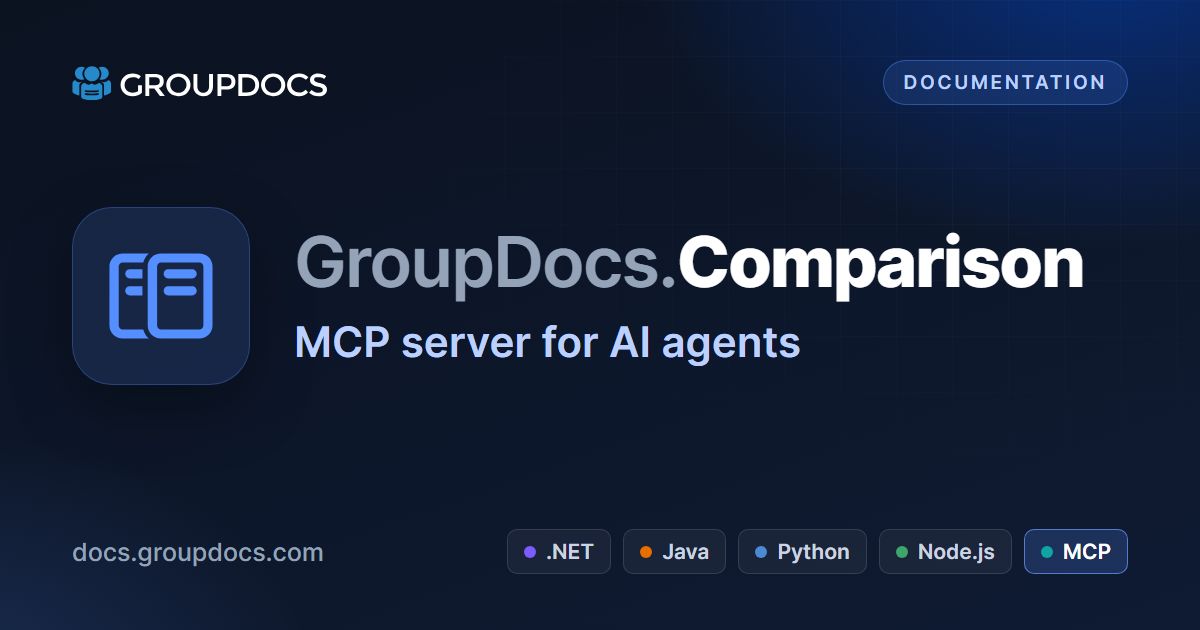 GROUPDOCS
DOCUMENTATION
GroupDocs.Comparison
MCP server for AI agents
docs.groupdocs.com
.NET
Java
Python
Node.js
MCP